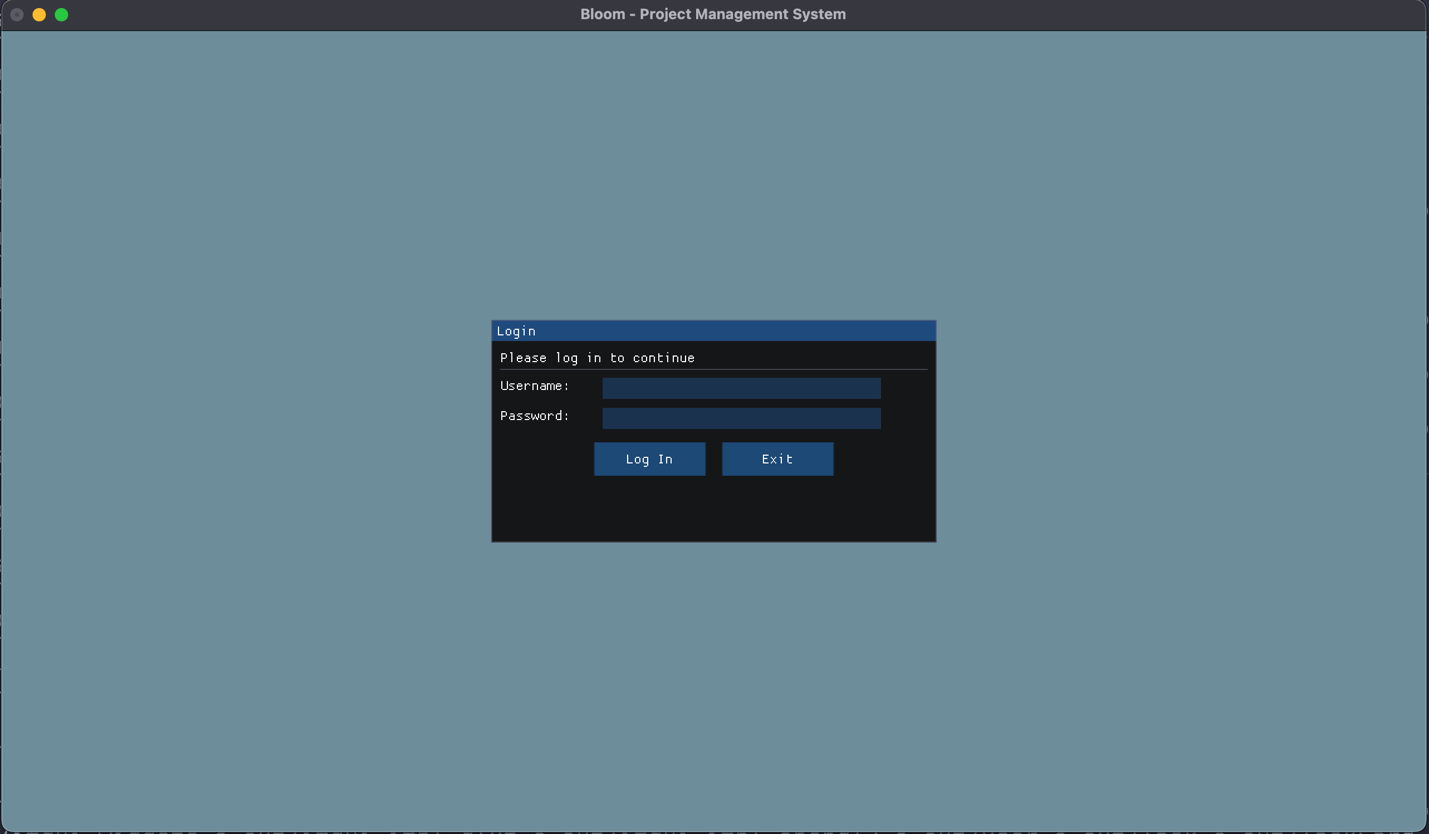 Bloom - Project Management System
Login
Please log in to continue
Username:
Password:
Log In
Exit